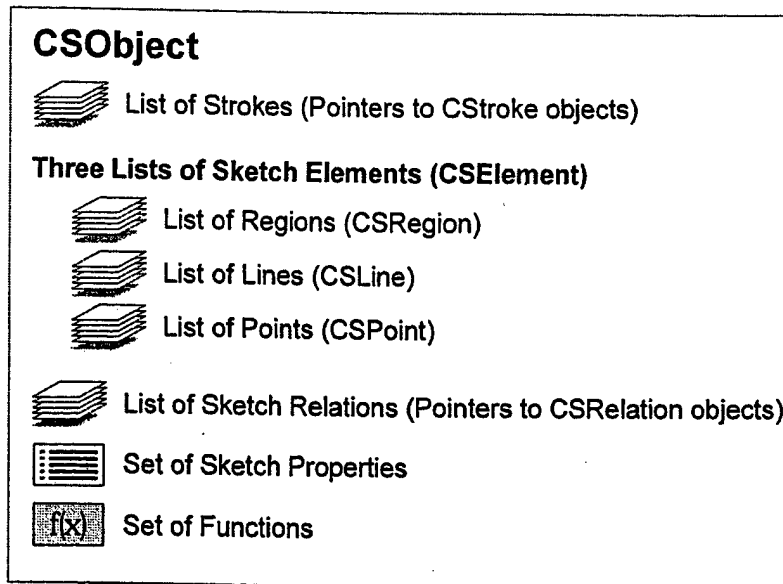 CSObject
List of Strokes (Pointers to CStroke objects)
Three Lists of Sketch Elements (CSElement)
List of Regions (CSRegion)
List of Lines (CSLine)
List of Points (CSPoint)
List of Sketch Relations (Pointers to CSRelation objects)
Set of Sketch Properties
f(x) Set of Functions